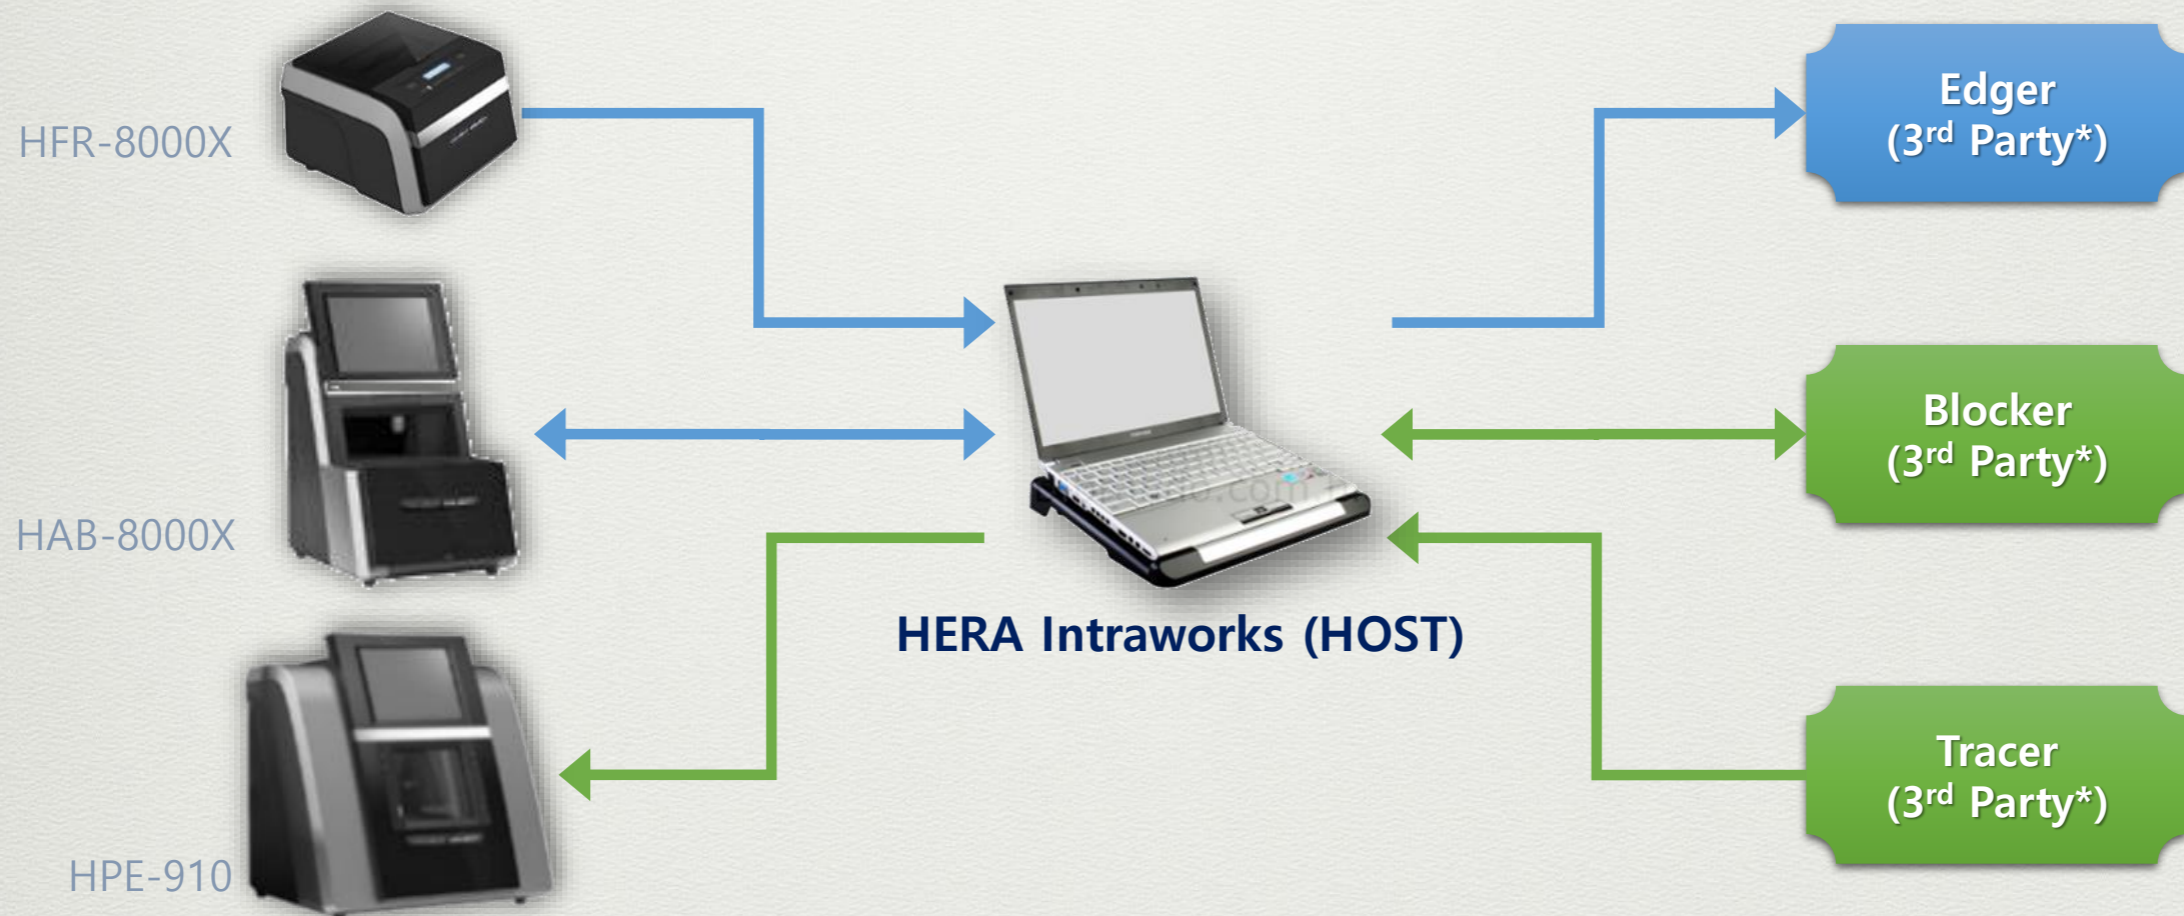 HFR-8000X
HAB-8000X
HPE-910
HERA Intraworks (HOST)
Edger
(3rd Party*)
Blocker
(3rd Party*)
Tracer
(3rd Party*)